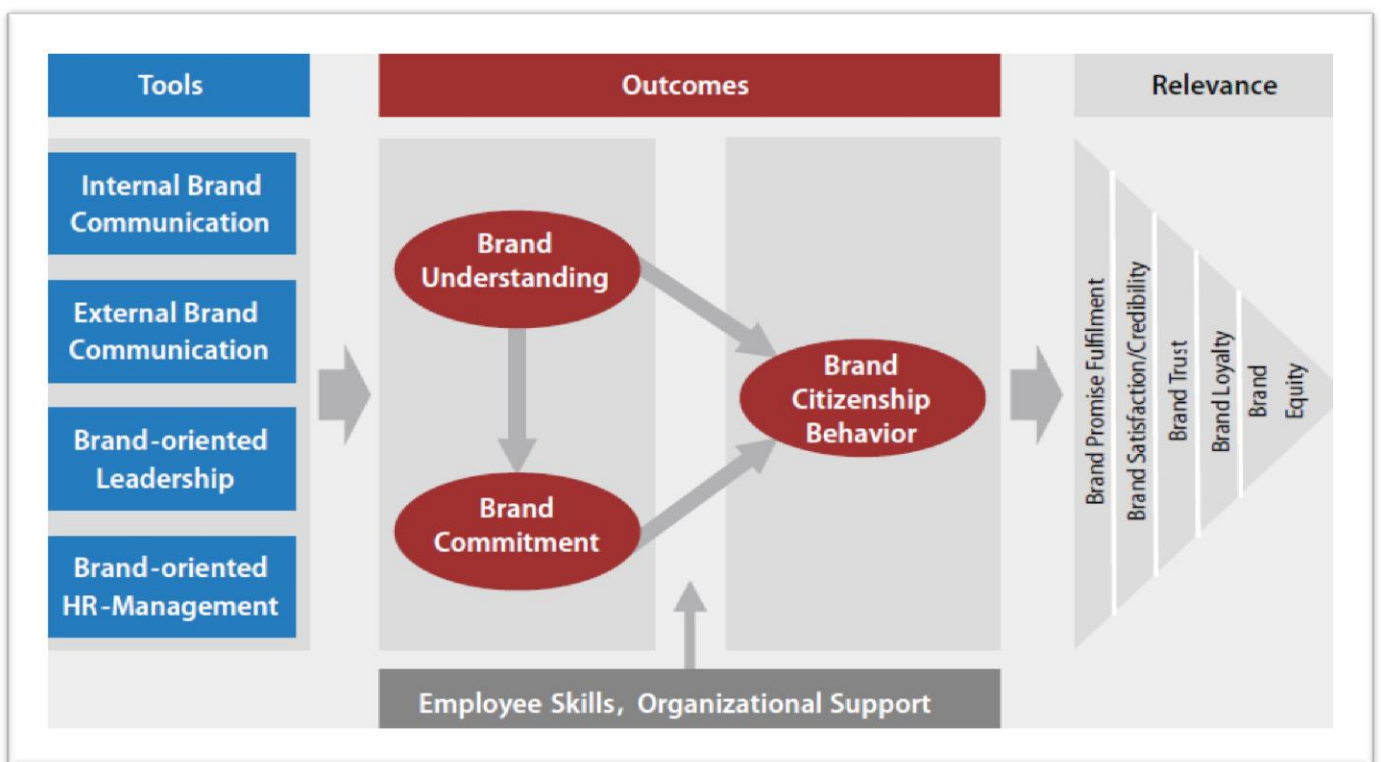 Tools
Outcomes
Relevance
Internal Brand
Communication
External Brand
Communication
Brand-oriented
Leadership
Brand-oriented
HR-Management
Brand
Understanding
Brand
Commitment
Brand
Citizenship
Behavior
Employee Skills, Organizational Support
Brand Promise Fulfilment
Brand Satisfaction/Credibility
Brand Trust
Brand Loyalty
Brand
Equity